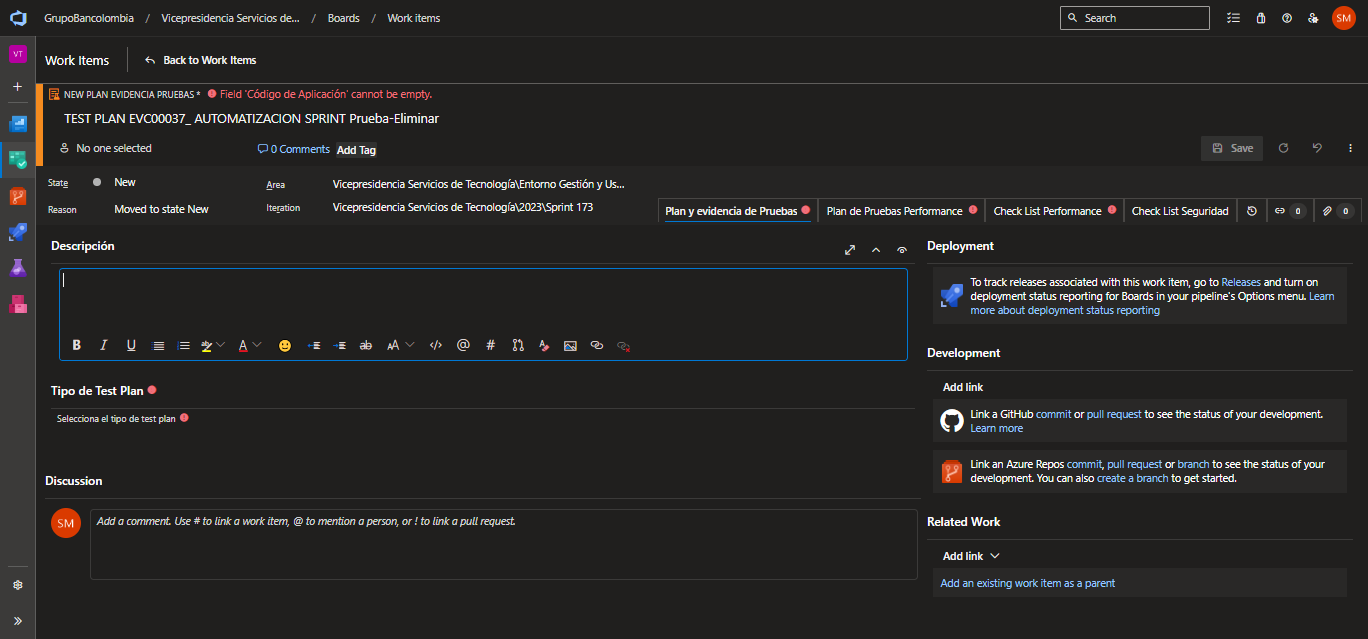 GrupoBancolombia / Vicepresidencia Servicios de... / Boards / Work items
Search
SM
VT
Work Items
Back to Work Items
NEW PLAN EVIDENCIA PRUEBAS * Field 'Código de Aplicación' cannot be empty.
TEST PLAN EVC00037_ AUTOMATIZACION SPRINT Prueba-Eliminar
No one selected
0 Comments
Add Tag
Save
State
New
Area
Vicepresidencia Servicios de Tecnología\Entorno Gestión y Us...
Reason
Moved to state New
Iteration
Vicepresidencia Servicios de Tecnología\2023\Sprint 173
Plan y evidencia de Pruebas
Plan de Pruebas Performance
Check List Performance
Check List Seguridad
0
0
Descripción
Tipo de Test Plan
Selecciona el tipo de test plan
Discussion
SM
Add a comment. Use # to link a work item, @ to mention a person, or ! to link a pull request.
Deployment
To track releases associated with this work item, go to Releases and turn on
deployment status reporting for Boards in your pipeline's Options menu. Learn
more about deployment status reporting
Development
Add link
Link a GitHub commit or pull request to see the status of your development.
Learn more
Link an Azure Repos commit, pull request or branch to see the status of your
development. You can also create a branch to get started.
Related Work
Add link
Add an existing work item as a parent